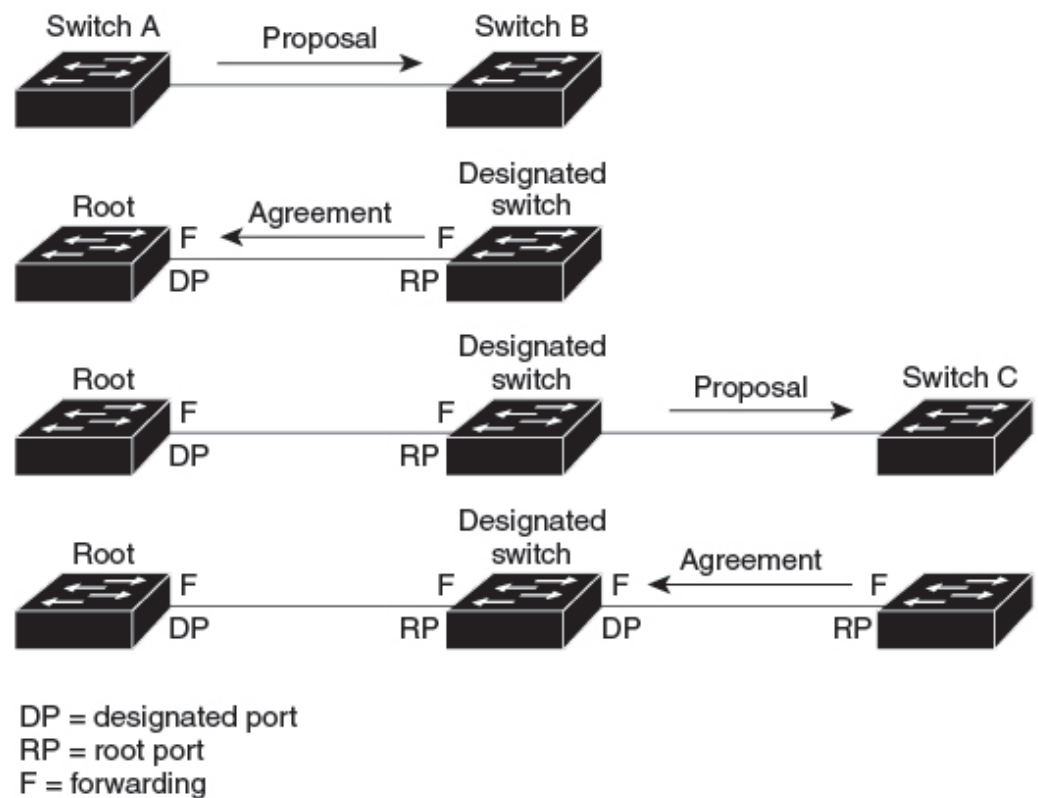 Switch A
Proposal
Switch B
Root
F
DP
Agreement
F
RP
Designated
switch
Root
F
DP
F
RP
Designated
switch
Proposal
Switch C
Root
F
DP
F
RP
Designated
switch
F
DP
Agreement
F
RP
DP = designated port
RP = root port
F = forwarding